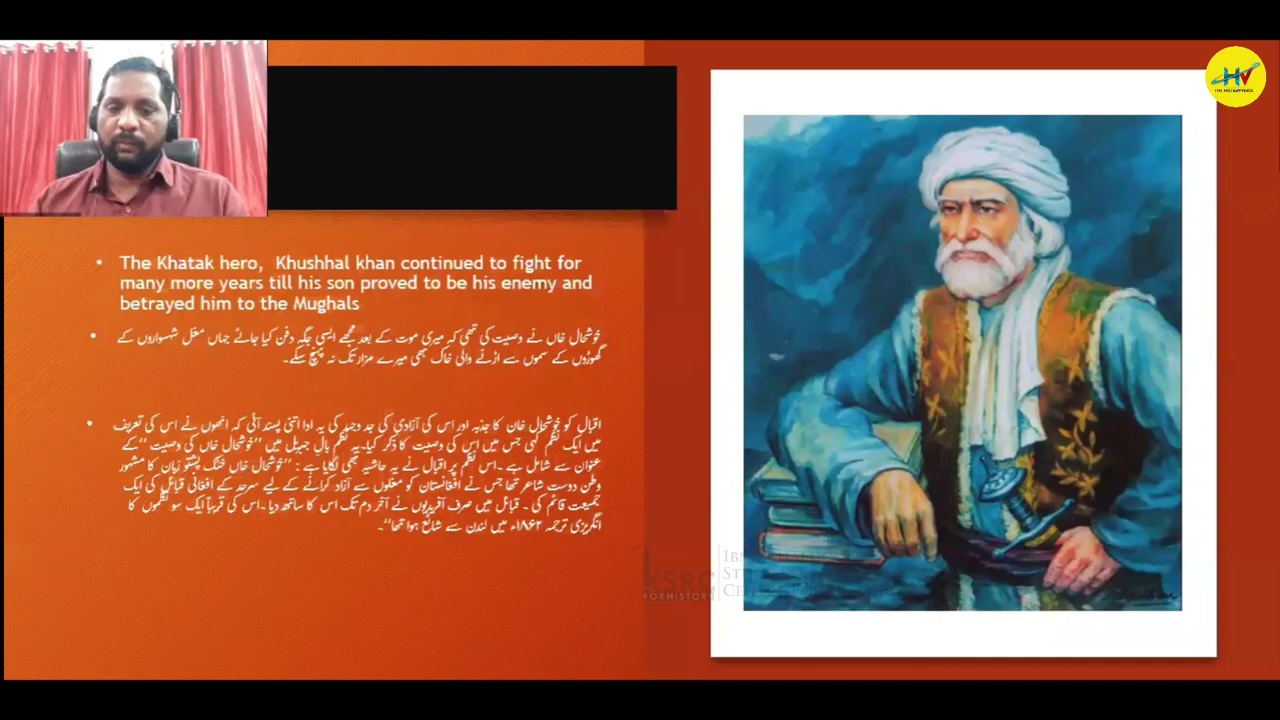 HV
The Khatak hero, Khushhal khan continued to fight for
many more years till his son proved to be his enemy and
betrayed him to the Mughals
خوشحال خاں نے وصیت کی تھی کہ میری موت کے بعد مجھے ایسی جگہ دفن کیا جائے جہاں مغل شہسواروں کے
گھوڑوں کے سموں سے اڑنے والی خاک بھی میرے مزار تک نہ پہنچ سکے۔
اقبال کو خوشحال خان کا جذبہ اور اس کی آزادی کی جد وجہد کی یہ ادا اتنی پسند آئی کہ انھوں نے اس کی تعریف
میں ایک نظم کہی جس میں اس کی وصیت کا ذکر کیا۔یہ نظم بالِ جبریل میں ’’خوشحال خاں کی وصیت ‘‘کے
عنوان سے شامل ہے ۔اس نظم پر اقبال نے یہ حاشیہ بھی لگایا ہے : ’’خوشحال خاں خٹک پشتو زبان کا مشہور
وطن دوست شاعر تھا جس نے افغانستان کو مغلوں سے آزاد کرانے کے لیے سرحد کے افغانی قبائل کی ایک
جمیعت قائم کی ۔ قبائل میں صرف آفریدیوں نے آخر دم تک اس کا ساتھ دیا ۔اس کی قریباً ایک سو نظموں کا
انگریزی ترجمہ ۱۸۶۲ء میں لندن سے شائع ہوا تھا‘‘۔
KSRC
FORHISTORY